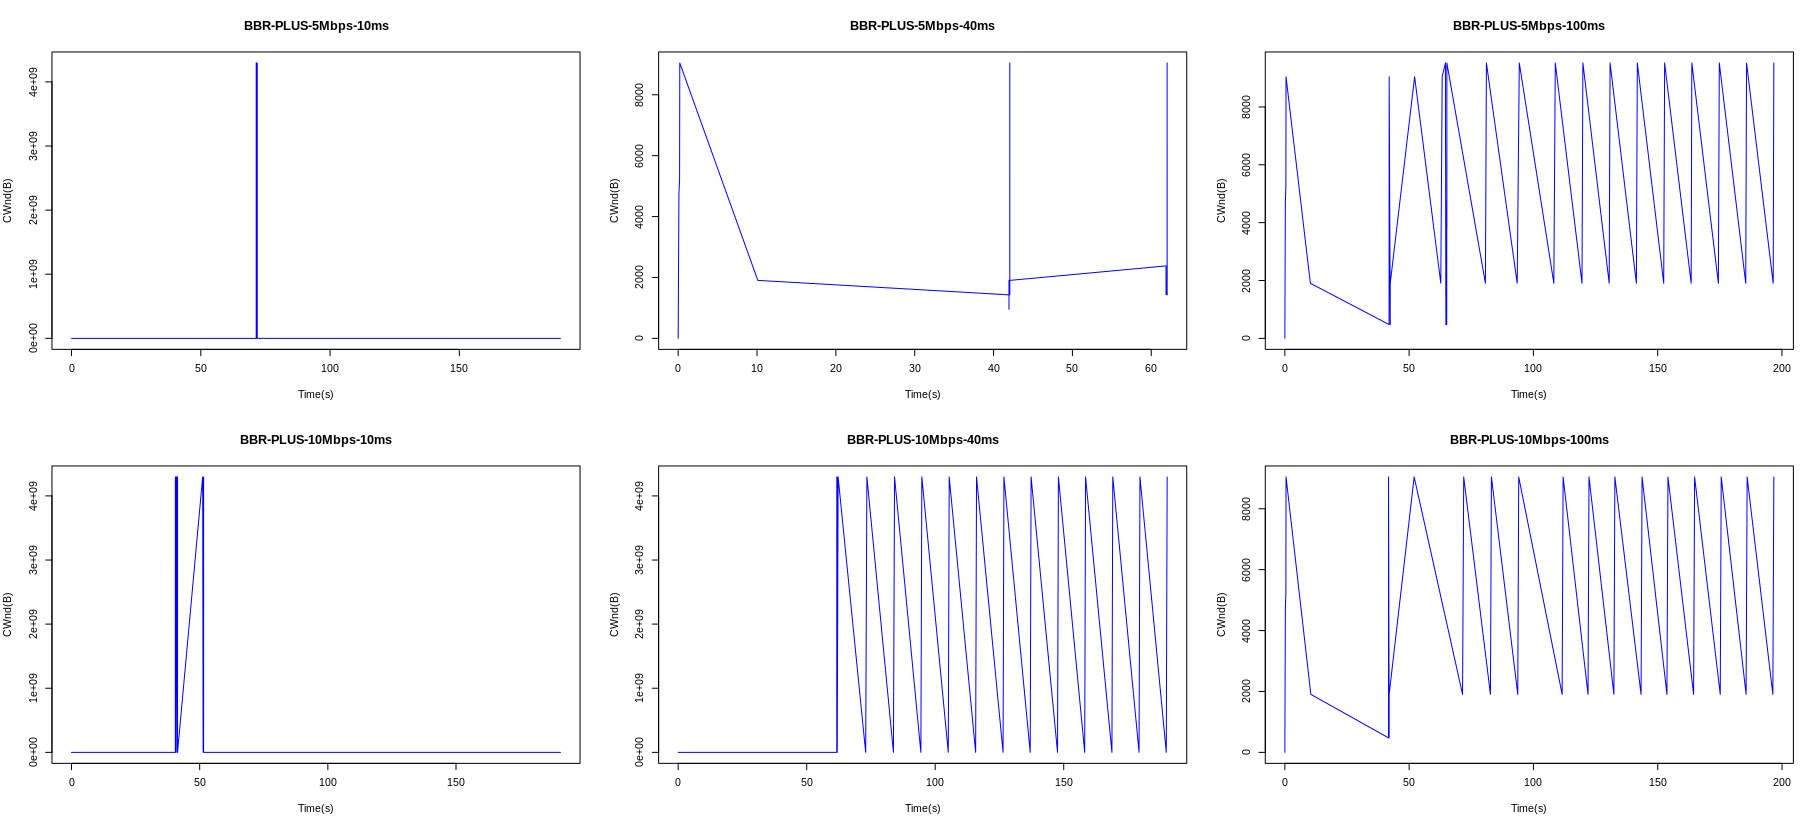 BBR-PLUS-5Mbps-10ms
CWnd(B)
4e+09
3e+09
2e+09
1e+09
0e+00
0 50 100 150
Time(s)
BBR-PLUS-5Mbps-40ms
CWnd(B)
8000
6000
4000
2000
0
0 10 20 30 40 50 60
Time(s)
BBR-PLUS-5Mbps-100ms
CWnd(B)
8000
6000
4000
2000
0
0 50 100 150 200
Time(s)
BBR-PLUS-10Mbps-10ms
CWnd(B)
4e+09
3e+09
2e+09
1e+09
0e+00
0 50 100 150
Time(s)
BBR-PLUS-10Mbps-40ms
CWnd(B)
4e+09
3e+09
2e+09
1e+09
0e+00
0 50 100 150
Time(s)
BBR-PLUS-10Mbps-100ms
CWnd(B)
8000
6000
4000
2000
0
0 50 100 150 200
Time(s)